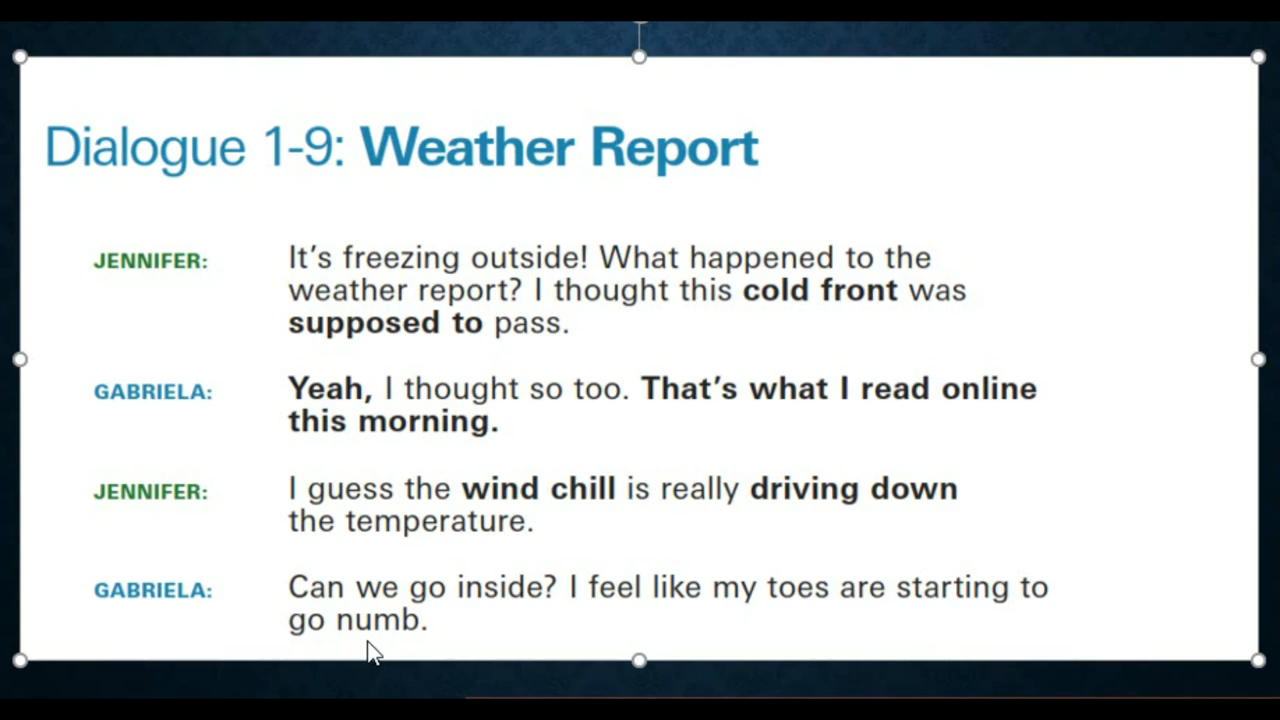 Dialogue 1-9: Weather Report
JENNIFER: It's freezing outside! What happened to the
weather report? I thought this cold front was
supposed to pass.
GABRIELA: Yeah, I thought so too. That's what I read online
this morning.
JENNIFER: I guess the wind chill is really driving down
the temperature.
GABRIELA: Can we go inside? I feel like my toes are starting to
go numb.